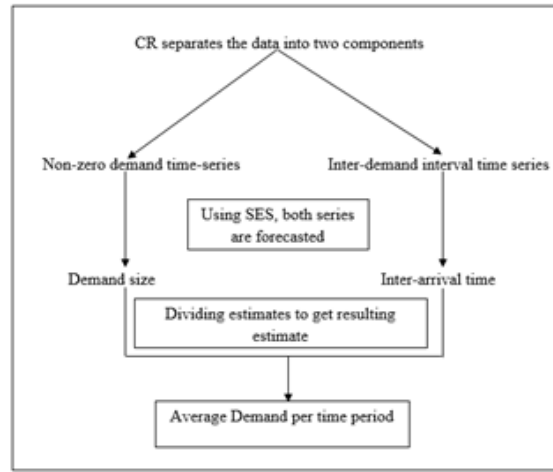 CR separates the data into two components
Non-zero demand time-series
Inter-demand interval time series
Using SES, both series
are forecasted
Demand size
Inter-arrival time
Dividing estimates to get resulting
estimate
Average Demand per time period